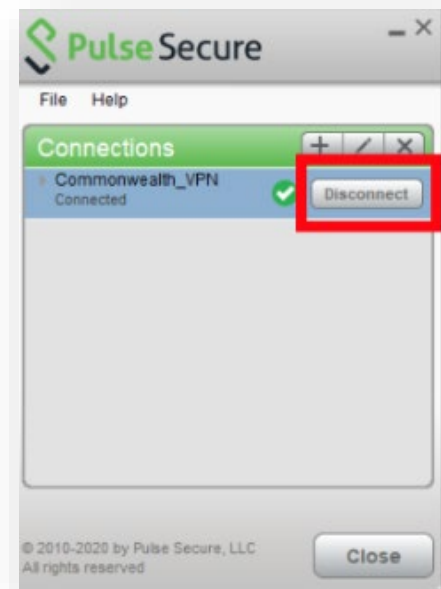 Pulse Secure
File Help
Connections
Commonwealth_VPN
Connected
Disconnect
© 2010-2020 by Pulse Secure, LLC
All rights reserved
Close